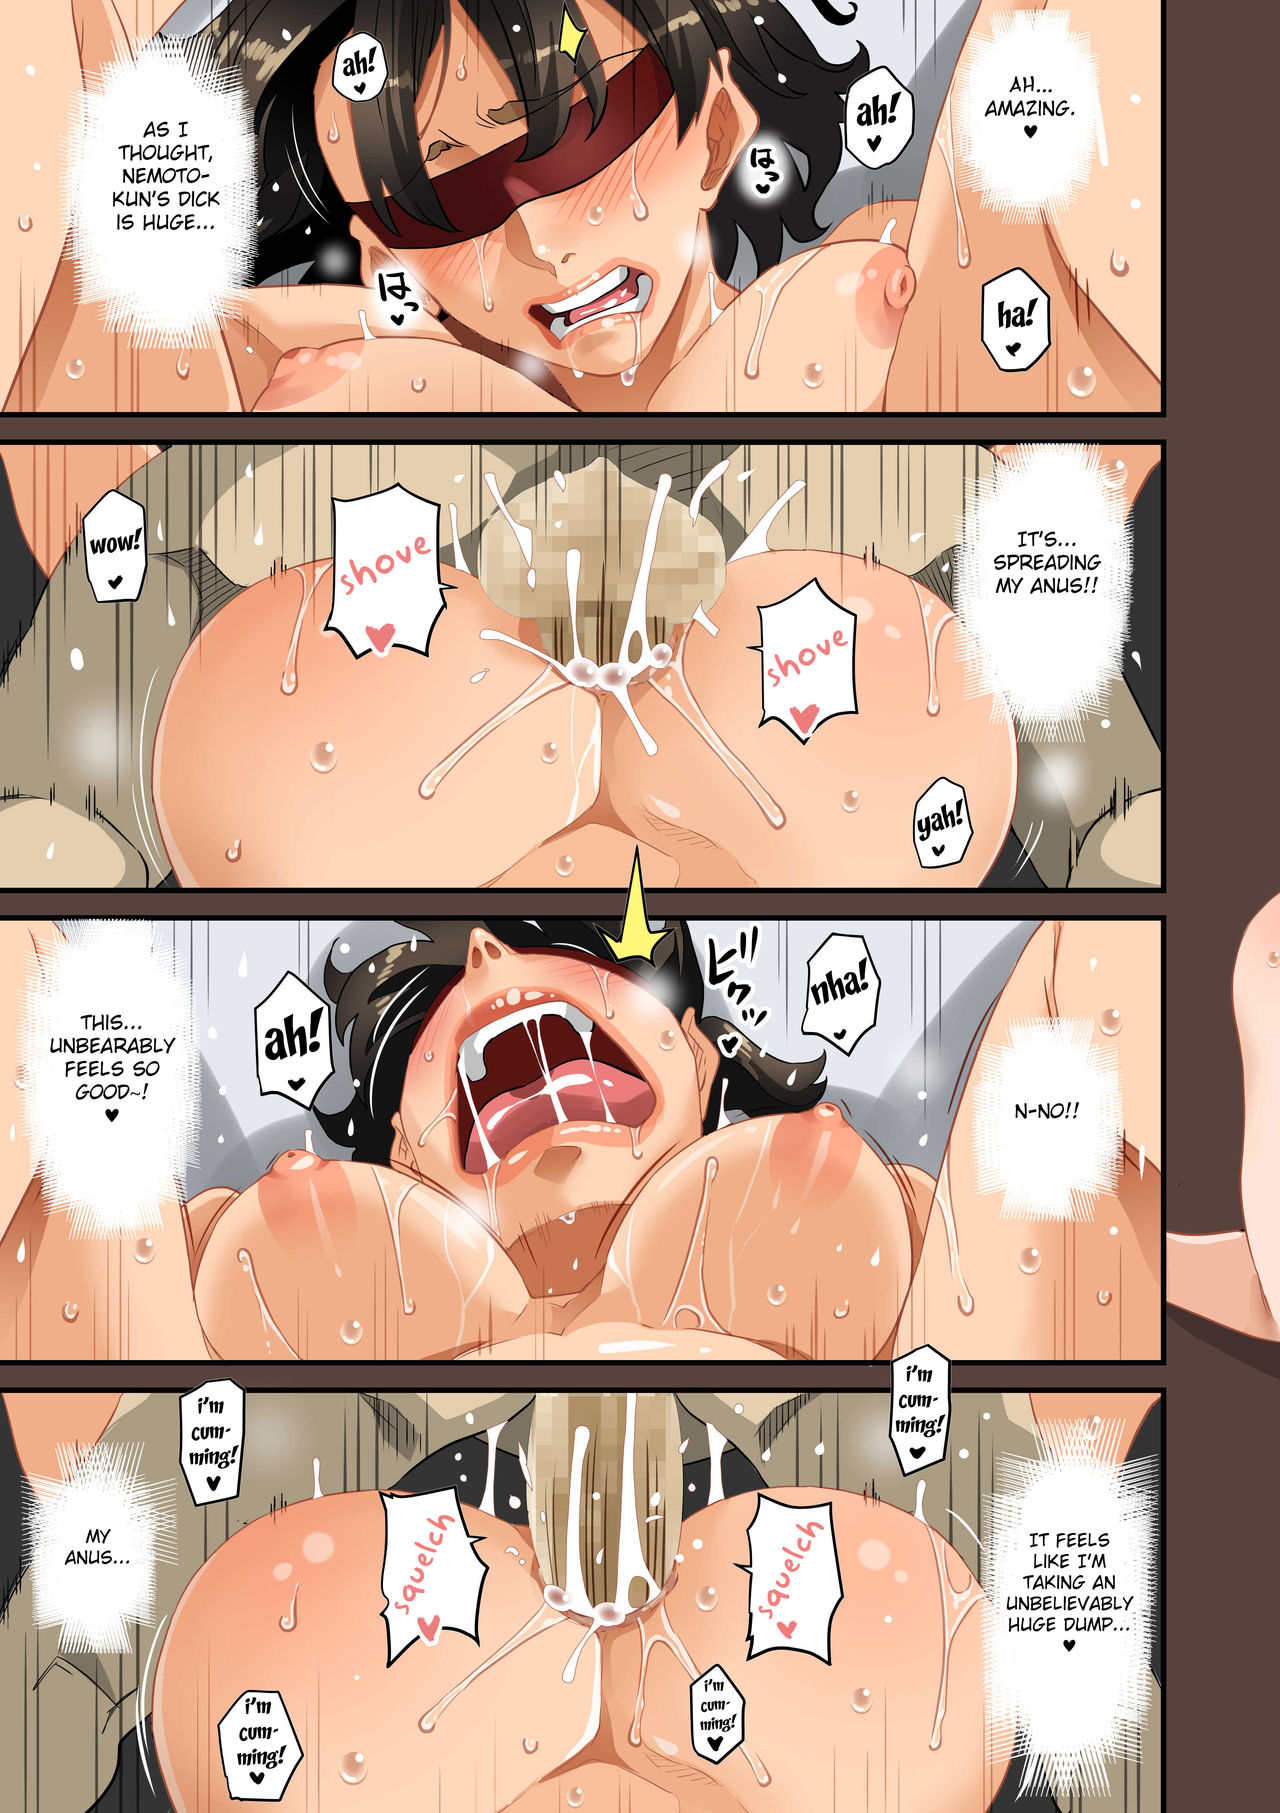 AH...
AMAZING.
♥
ah!
♥
はっ
♥
ha!
♥
ah!
♥
はっ
♥
AS I
THOUGHT,
NEMOTO-
KUN'S DICK
IS HUGE...
IT'S...
SPREADING
MY ANUS!!
shove
♥
yah!
♥
shove
♥
wow!
♥
N-NO!!
nha!
♥
ビクッ
♥
ah!
♥
THIS...
UNBEARABLY
FEELS SO
GOOD~!
♥
i'm
cum-
ming!
♥
IT FEELS
LIKE I'M
TAKING AN
UNBELIEVABLY
HUGE DUMP...
♥
squelch
♥
i'm
cum-
ming!
♥
squelch
♥
i'm
cum-
ming!
♥
MY
ANUS...
i'm
cum-
ming!
♥